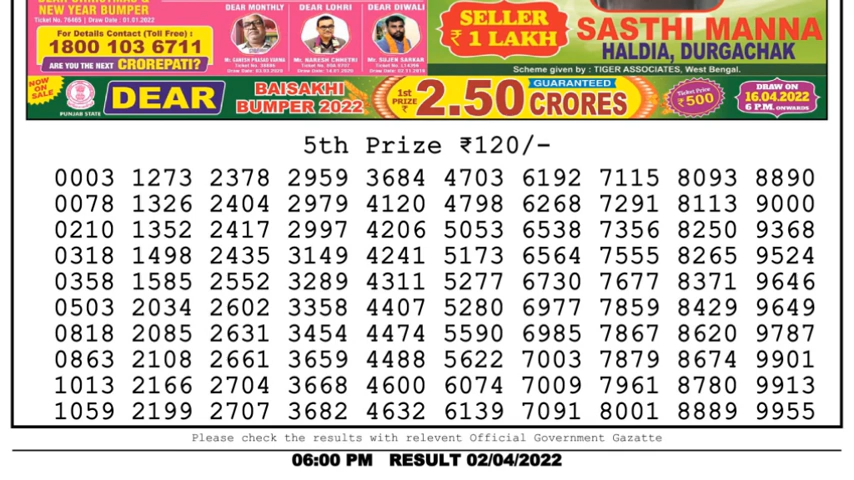 NEW YEAR BUMPER
Ticket No. 76405 | Draw Date : 01.01.2022
For Details Contact (Toll Free) :
1800 103 6711
ARE YOU THE NEXT CROREPATI?
DEAR MONTHLY
DEAR LOHRI
DEAR DIWALI
SELLER
₹ 1 LAKH
SASTHI MANNA
HALDIA, DURGACHAK
Scheme given by : TIGER ASSOCIATES, West Bengal.
NOW ON SALE
PUNJAB STATE
DEAR
BAISAKHI
BUMPER 2022
1st
PRIZE
₹
2.50
GUARANTEED
CRORES
Ticket Price
₹500
DRAW ON
16.04.2022
6 P.M. ONWARDS
5th Prize ₹120/-
0003 1273 2378 2959 3684 4703 6192 7115 8093 8890
0078 1326 2404 2979 4120 4798 6268 7291 8113 9000
0210 1352 2417 2997 4206 5053 6538 7356 8250 9368
0318 1498 2435 3149 4241 5173 6564 7555 8265 9524
0358 1585 2552 3289 4311 5277 6730 7677 8371 9646
0503 2034 2602 3358 4407 5280 6977 7859 8429 9649
0818 2085 2631 3454 4474 5590 6985 7867 8620 9787
0863 2108 2661 3659 4488 5622 7003 7879 8674 9901
1013 2166 2704 3668 4600 6074 7009 7961 8780 9913
1059 2199 2707 3682 4632 6139 7091 8001 8889 9955
Please check the results with relevent Official Government Gazatte
06:00 PM RESULT 02/04/2022